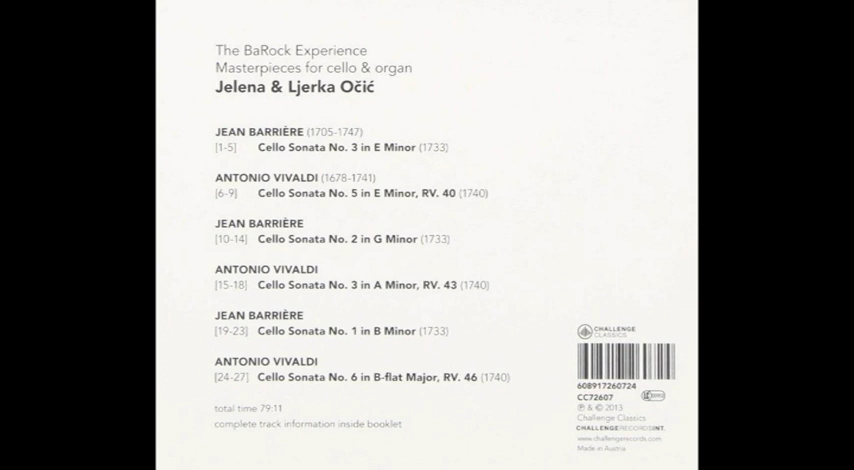 The BaRock Experience
Masterpieces for cello & organ
Jelena & Ljerka Očić
JEAN BARRIÈRE (1705-1747)
[1-5] Cello Sonata No. 3 in E Minor (1733)
ANTONIO VIVALDI (1678-1741)
[6-9] Cello Sonata No. 5 in E Minor, RV. 40 (1740)
JEAN BARRIÈRE
[10-14] Cello Sonata No. 2 in G Minor (1733)
ANTONIO VIVALDI
[15-18] Cello Sonata No. 3 in A Minor, RV. 43 (1740)
JEAN BARRIÈRE
[19-23] Cello Sonata No. 1 in B Minor (1733)
ANTONIO VIVALDI
[24-27] Cello Sonata No. 6 in B-flat Major, RV. 46 (1740)
total time 79:11
complete track information inside booklet
CHALLENGE
CLASSICS
608917260724
CC72607
℗ & © 2013
Challenge Classics
CHALLENGERECORDSINT.
www.challengerecords.com
Made in Austria